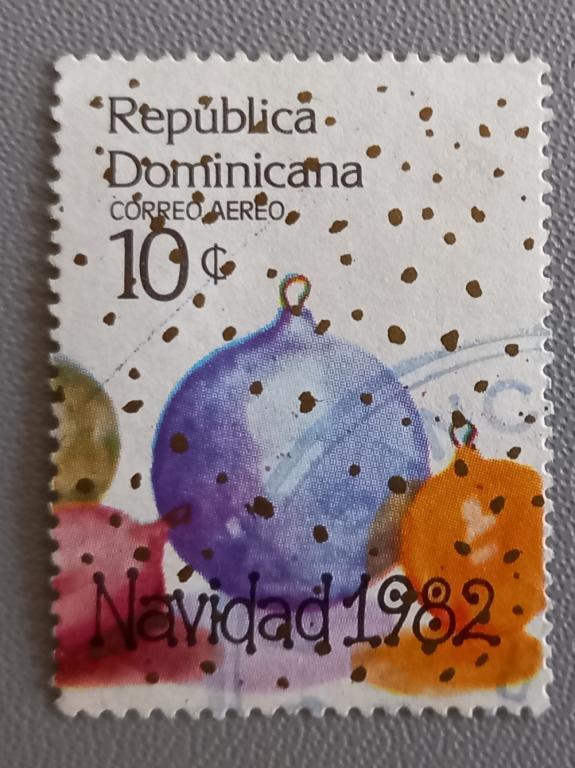 República
Dominicana
CORREO AEREO
10¢
Navidad 1982